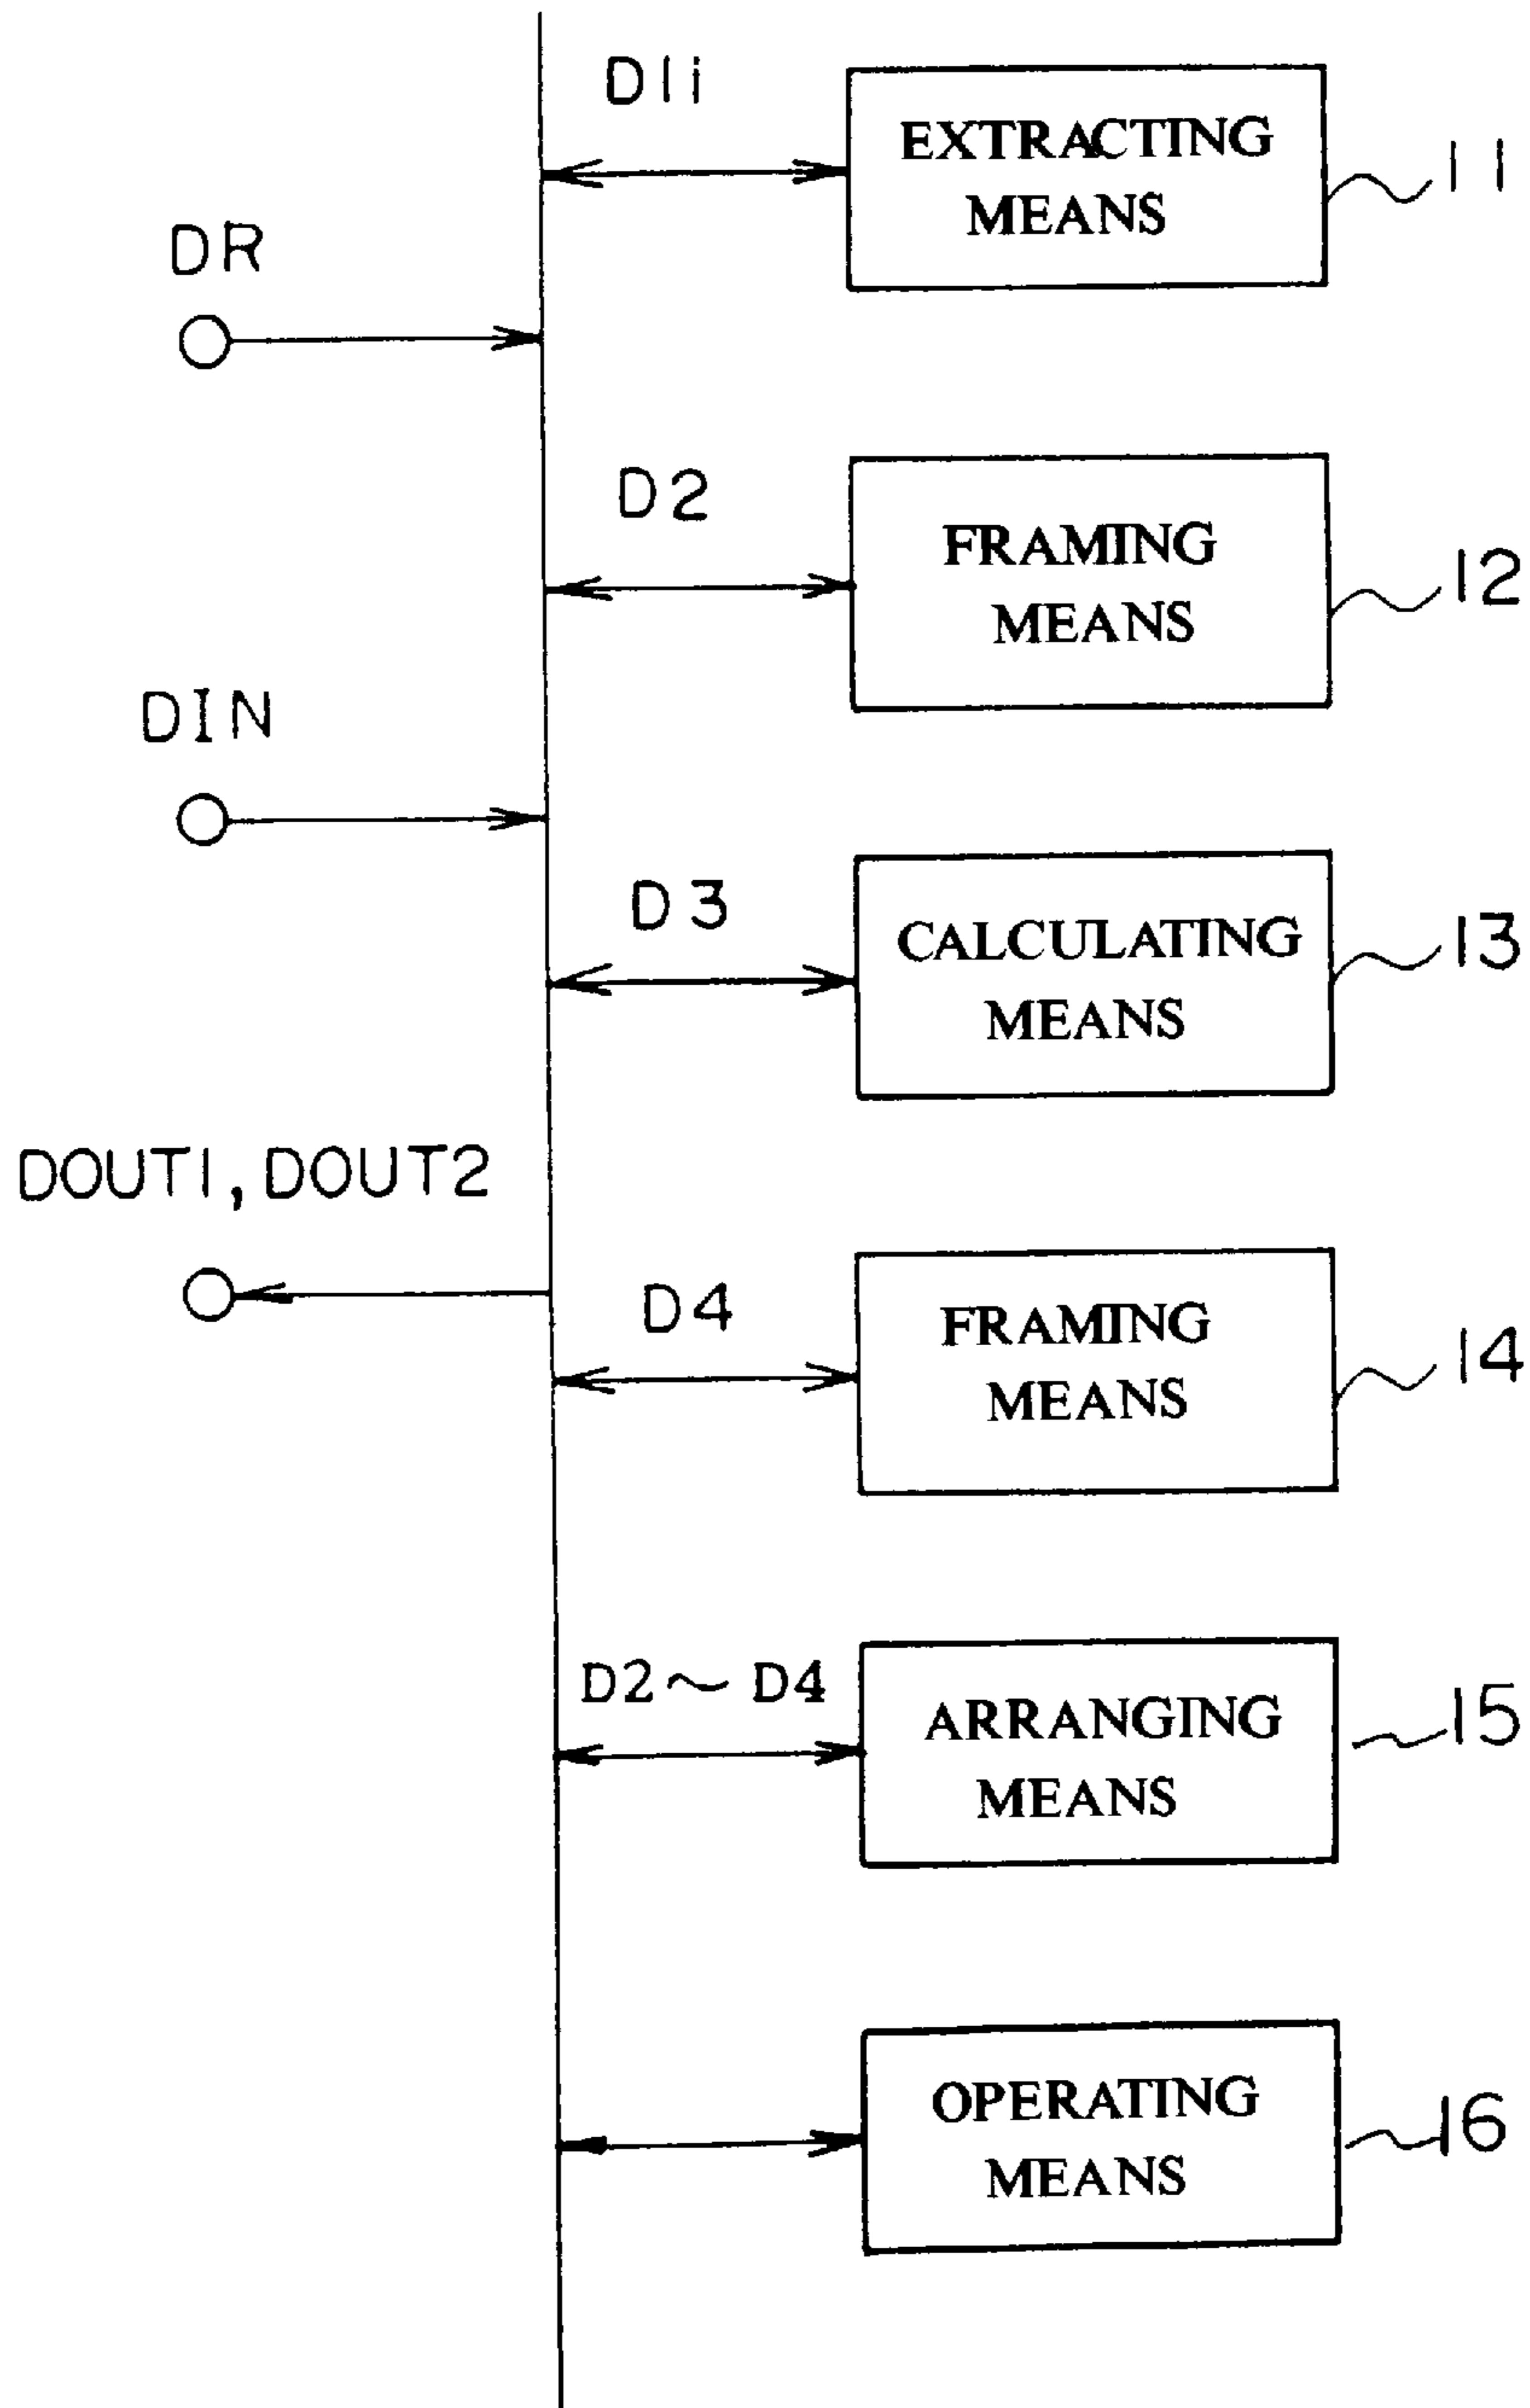 D1i
EXTRACTING
MEANS
11
DR
D2
FRAMING
MEANS
12
DIN
D3
CALCULATING
MEANS
13
DOUT1, DOUT2
D4
FRAMING
MEANS
14
D2~D4
ARRANGING
MEANS
15
OPERATING
MEANS
16